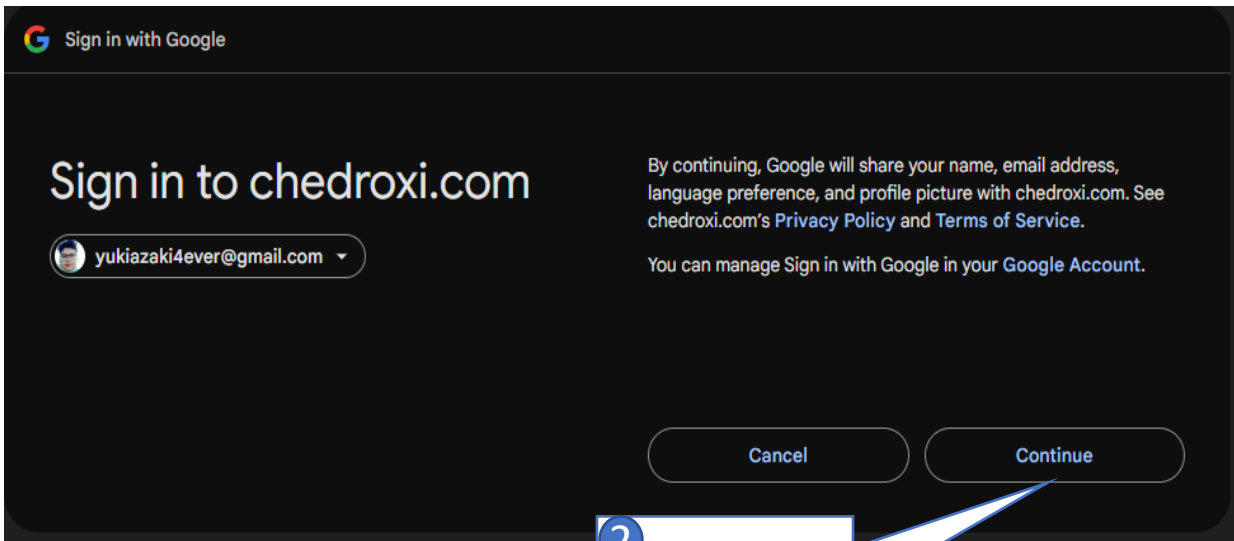 Sign in with Google
Sign in to chedroxi.com
yukiazaki4ever@gmail.com
By continuing, Google will share your name, email address,
language preference, and profile picture with chedroxi.com. See
chedroxi.com's Privacy Policy and Terms of Service.
You can manage Sign in with Google in your Google Account.
Cancel
Continue
2